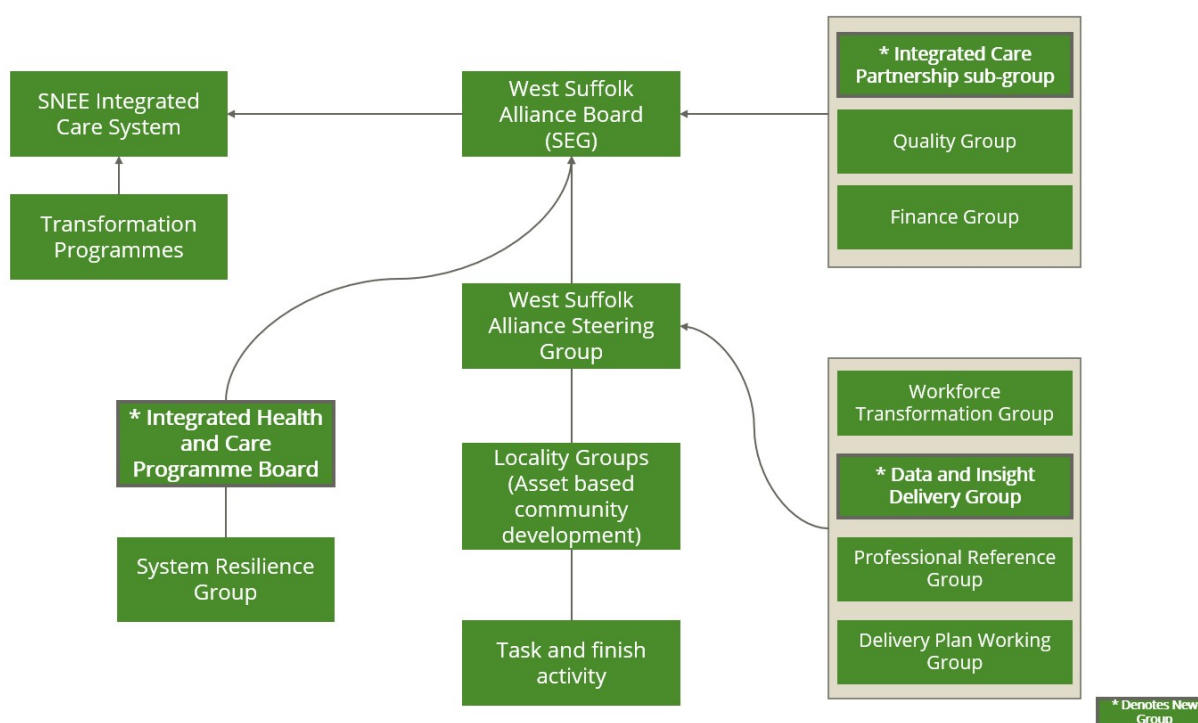 SNEE Integrated
Care System
Transformation
Programmes
West Suffolk
Alliance Board
(SEG)
* Integrated Care
Partnership sub-group
Quality Group
Finance Group
West Suffolk
Alliance Steering
Group
* Integrated Health
and Care
Programme Board
System Resilience
Group
Locality Groups
(Asset based
community
development)
Task and finish
activity
Workforce
Transformation Group
* Data and Insight
Delivery Group
Professional Reference
Group
Delivery Plan Working
Group
* Denotes New
Group